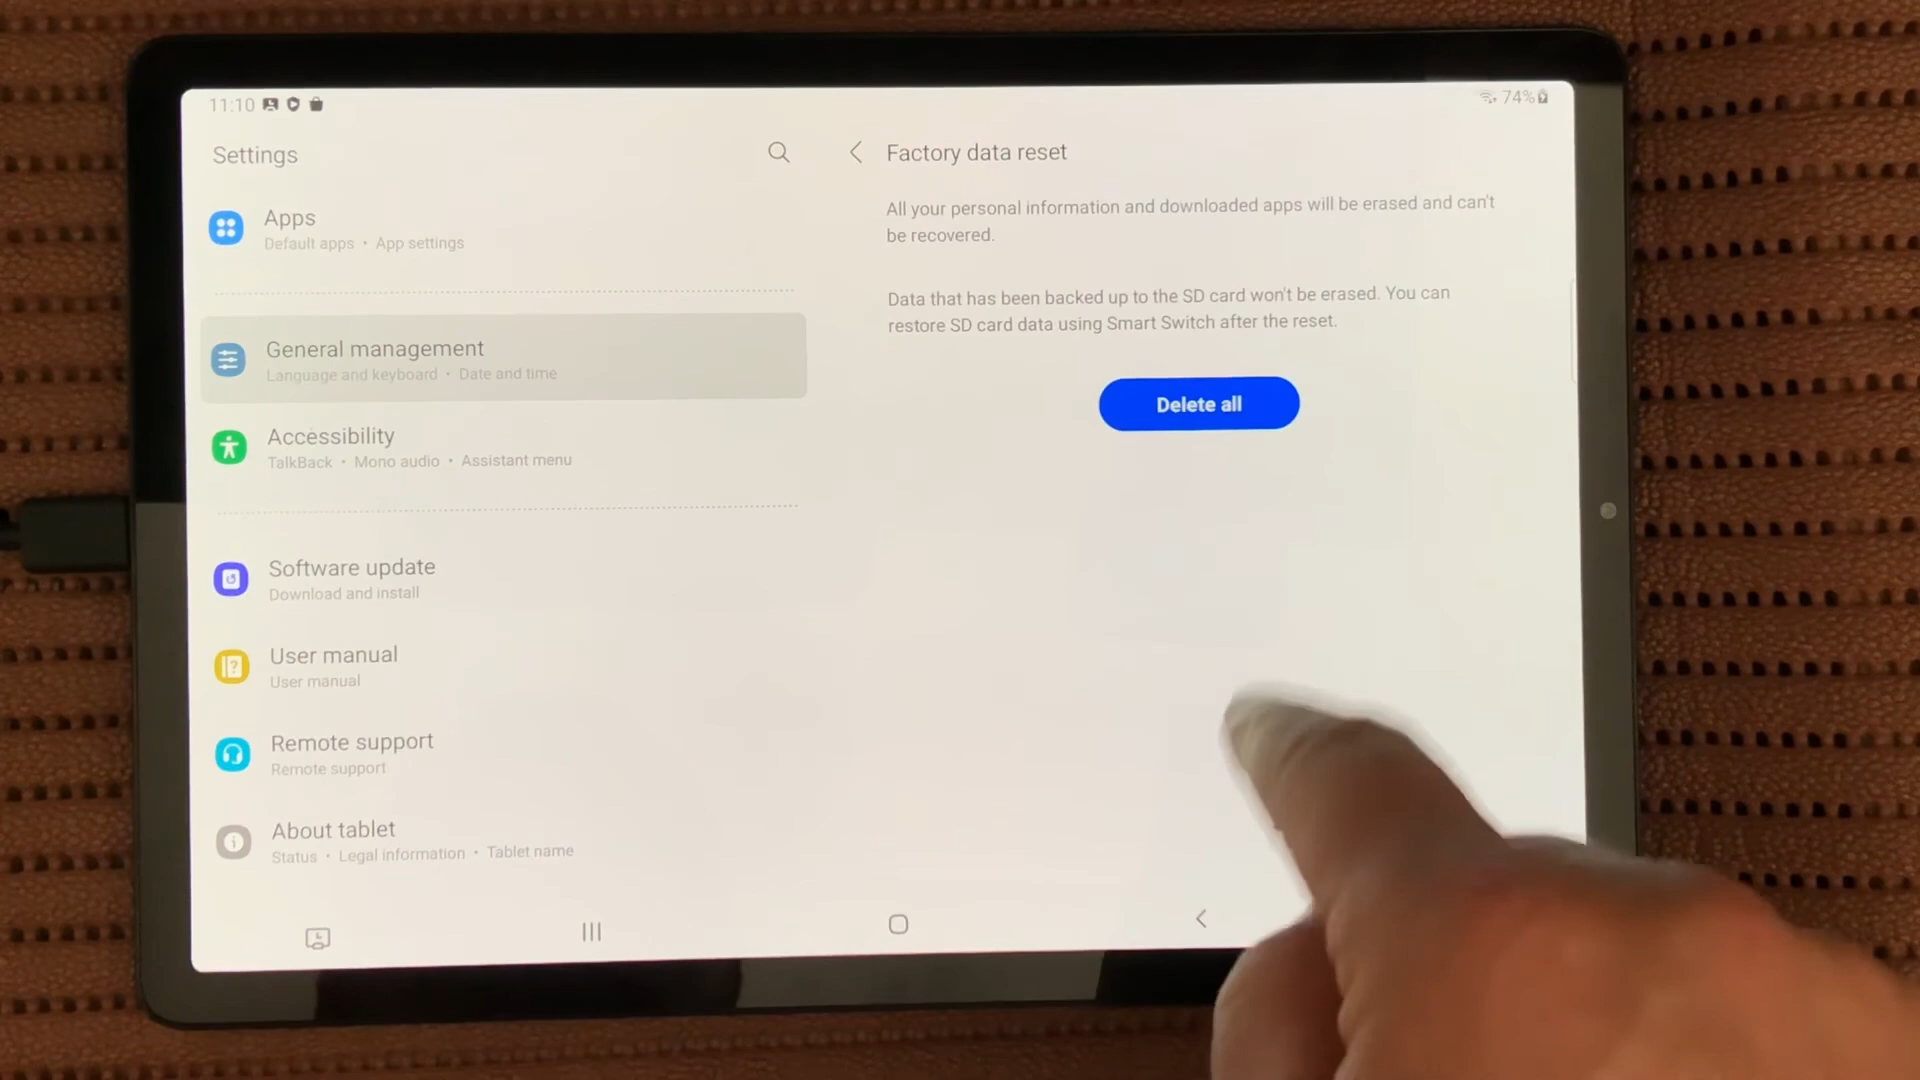 11:10
74%
Settings
Apps
Default apps • App settings
General management
Language and keyboard • Date and time
Accessibility
TalkBack • Mono audio • Assistant menu
Software update
Download and install
User manual
User manual
Remote support
Remote support
About tablet
Status • Legal information • Tablet name
Factory data reset
All your personal information and downloaded apps will be erased and can't
be recovered.
Data that has been backed up to the SD card won't be erased. You can
restore SD card data using Smart Switch after the reset.
Delete all